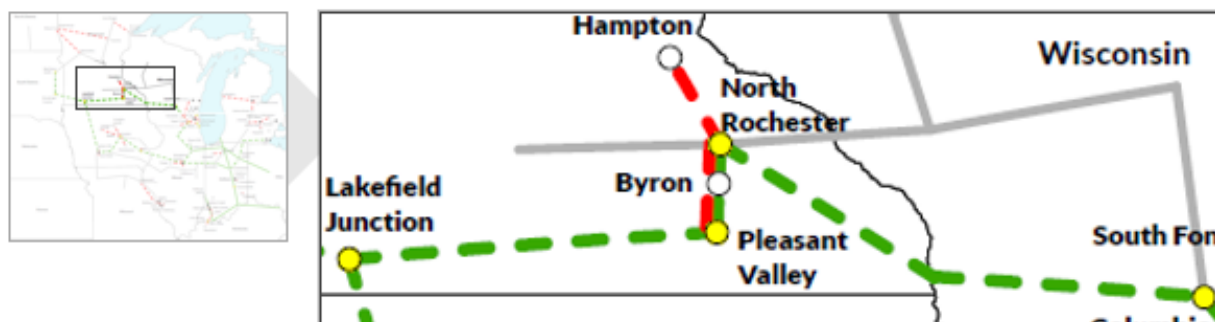 Hampton
Wisconsin
North
Rochester
Byron
Lakefield
Junction
Pleasant
Valley
South Fon